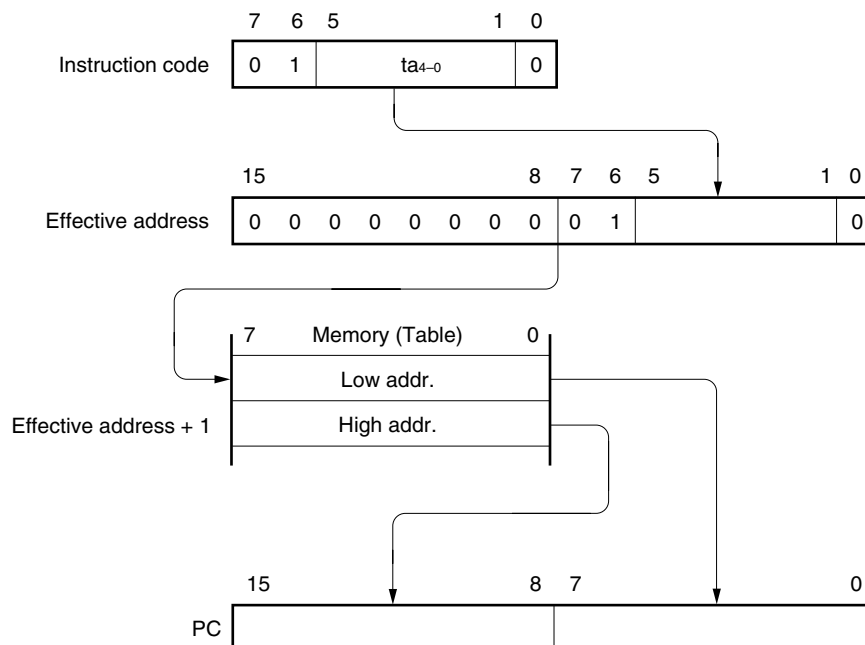 7 6 5 1 0
Instruction code 0 1 ta4–0 0
15 8 7 6 5 1 0
Effective address 0 0 0 0 0 0 0 0 0 1 0
7 Memory (Table) 0
Low addr.
Effective address + 1 High addr.
15 8 7 0
PC